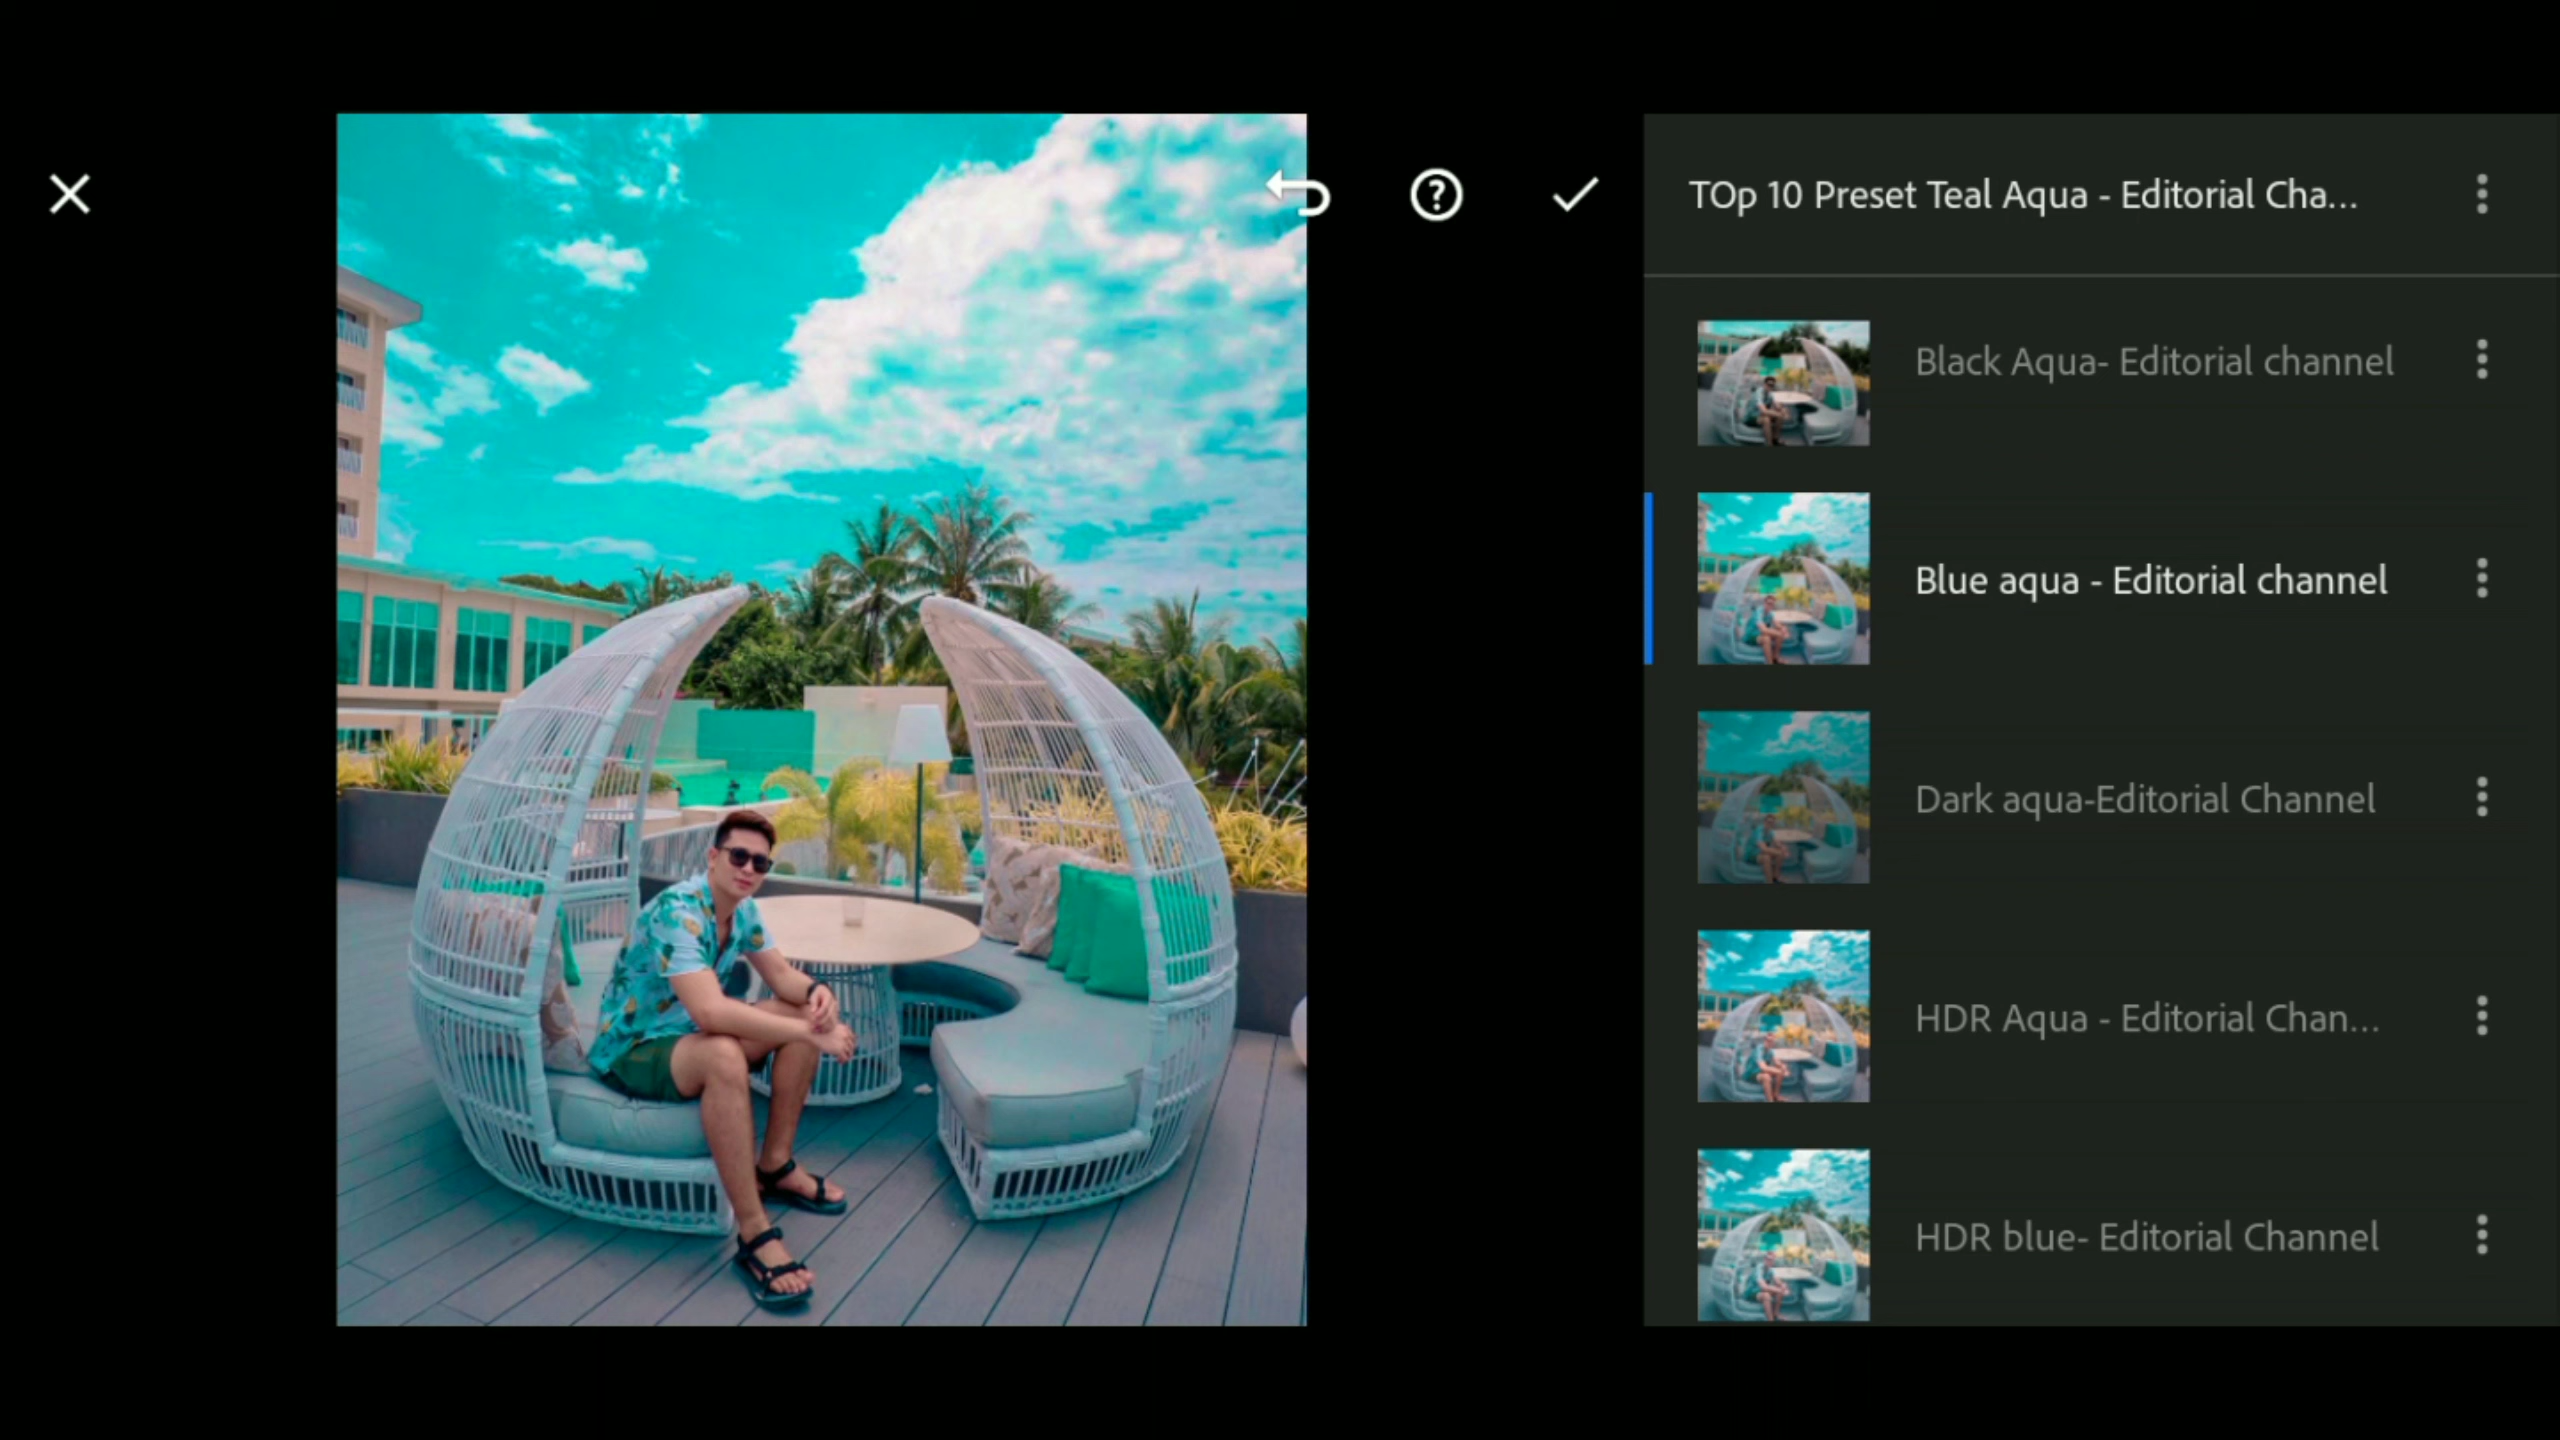 TOp 10 Preset Teal Aqua - Editorial Cha...
Black Aqua- Editorial channel
Blue aqua - Editorial channel
Dark aqua-Editorial Channel
HDR Aqua - Editorial Chan...
HDR blue- Editorial Channel